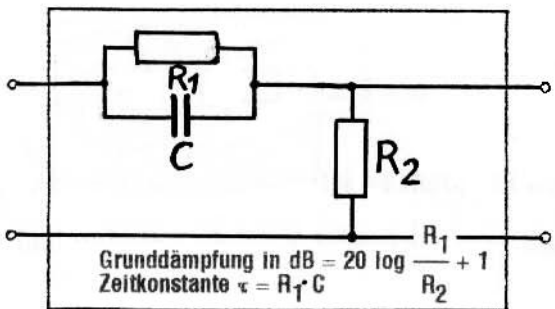 R1
C
R2
Grunddämpfung in dB = 20 log R1/R2 + 1
Zeitkonstante τ = R1·C